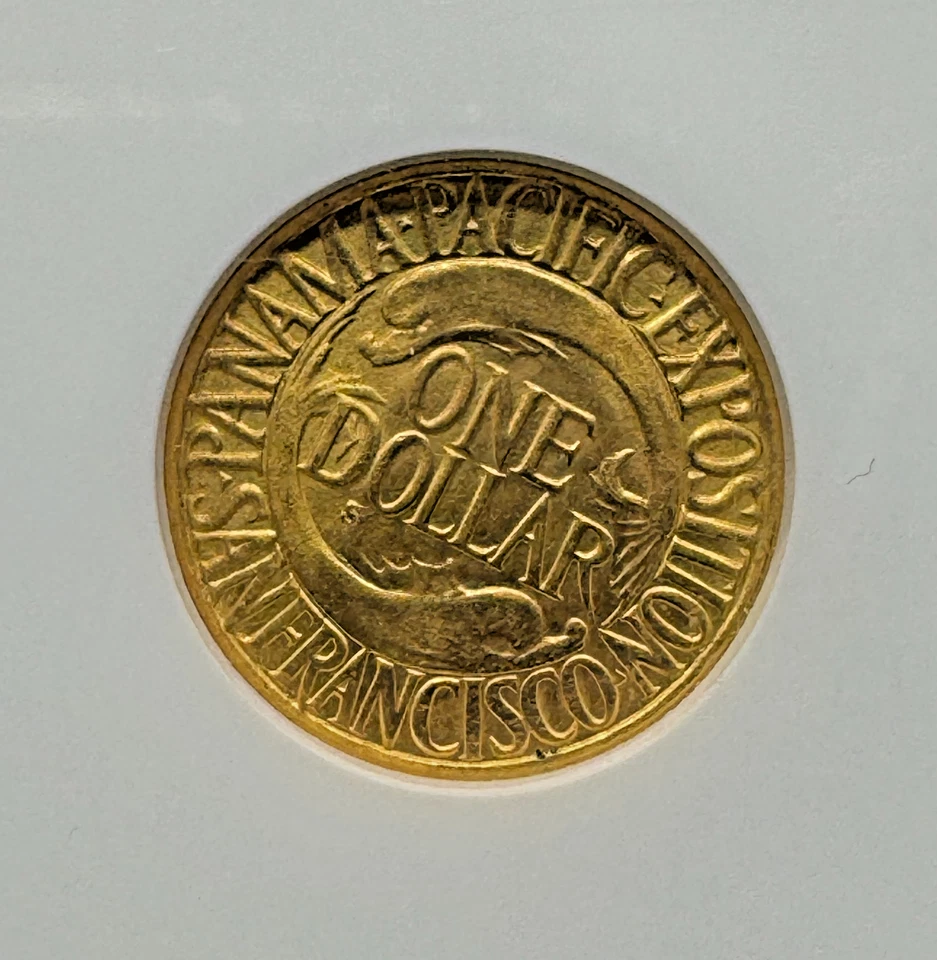 PANAMA·PACIFIC·EXPOSITION
ONE
DOLLAR
S
·SAN FRANCISCO·